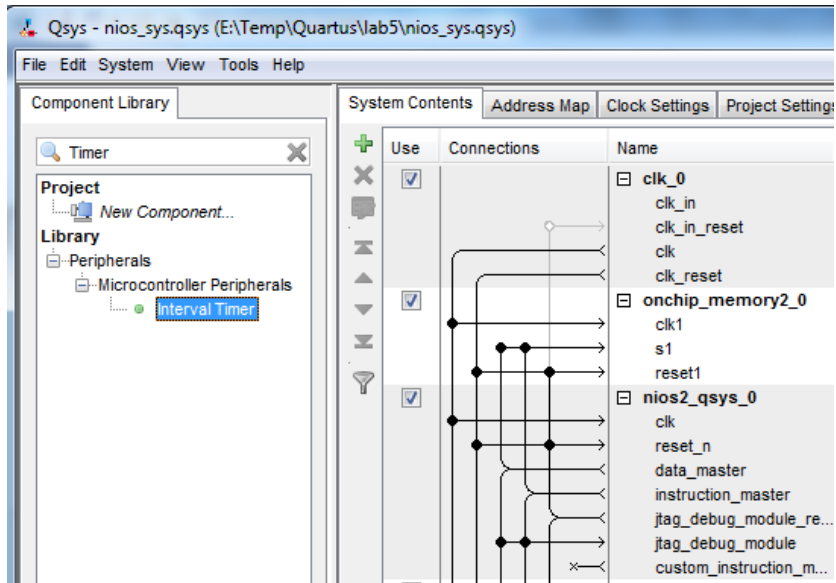 Qsys - nios_sys.qsys (E:\Temp\Quartus\lab5\nios_sys.qsys)
File Edit System View Tools Help
Component Library
Timer
Project
New Component...
Library
Peripherals
Microcontroller Peripherals
Interval Timer
System Contents Address Map Clock Settings Project Settings
Use Connections Name
clk_0
clk_in
clk_in_reset
clk
clk_reset
onchip_memory2_0
clk1
s1
reset1
nios2_qsys_0
clk
reset_n
data_master
instruction_master
jtag_debug_module_re...
jtag_debug_module
custom_instruction_m...